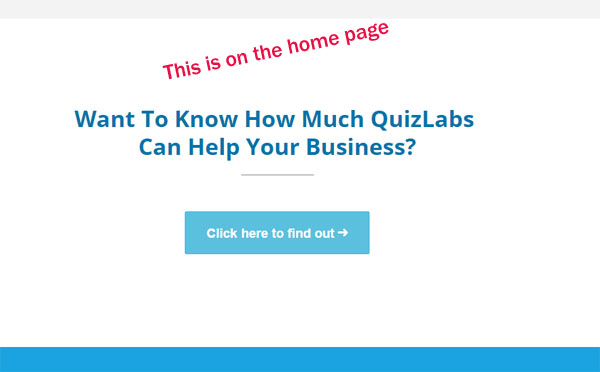 This is on the home page
Want To Know How Much QuizLabs
Can Help Your Business?
Click here to find out →